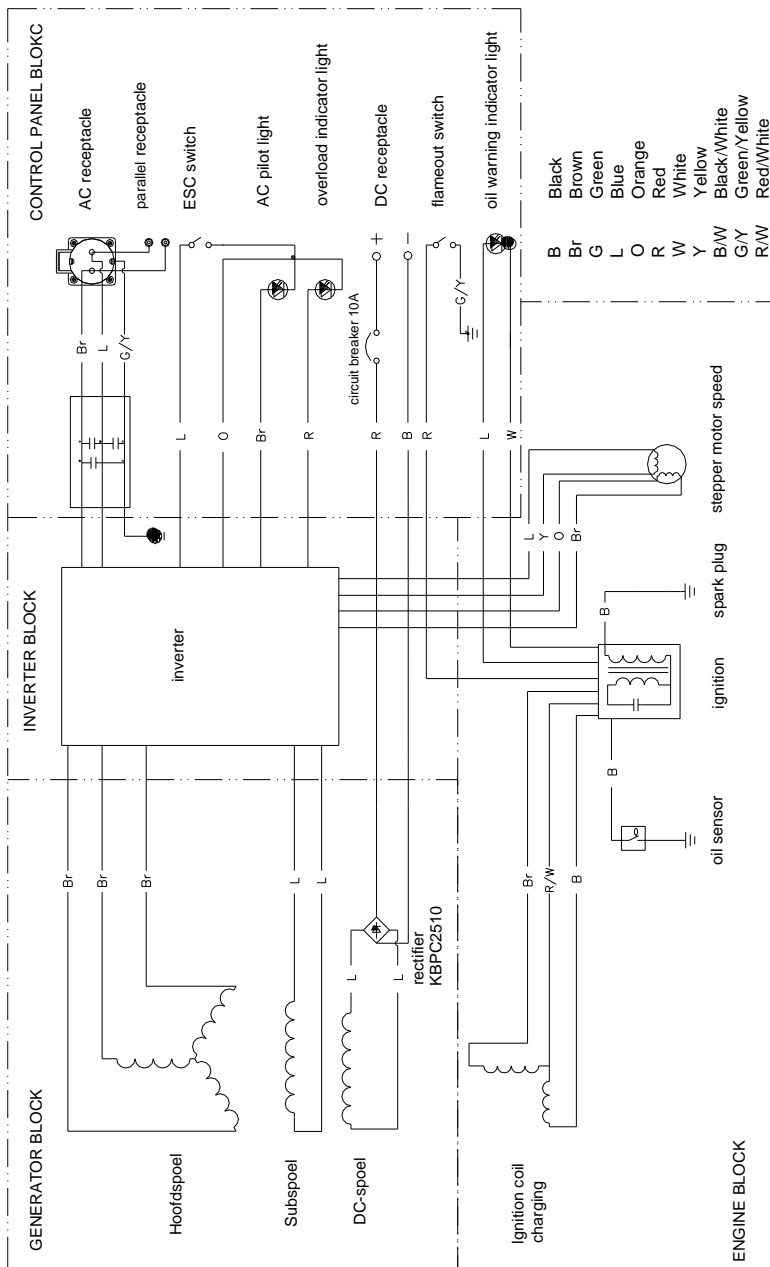 GENERATOR BLOCK
INVERTER BLOCK
CONTROL PANEL BLOKC
Hoofdspoel
Subspoel
DC-spoel
Br
Br
Br
L
L
L
L
rectifier
KBPC2510
inverter
Br
L
G/Y
L
O
Br
R
circuit breaker 10A
R
B
R
L
W
G/Y
+
−
AC receptacle
parallel receptacle
ESC switch
AC pilot light
overload indicator light
DC receptacle
flameout switch
oil warning indicator light
Ignition coil
charging
Br
R/W
B
B
B
L
Y
O
Br
oil sensor
ignition
spark plug
stepper motor speed
ENGINE BLOCK
B Black
Br Brown
G Green
L Blue
O Orange
R Red
W White
Y Yellow
B/W Black/White
G/Y Green/Yellow
R/W Red/White